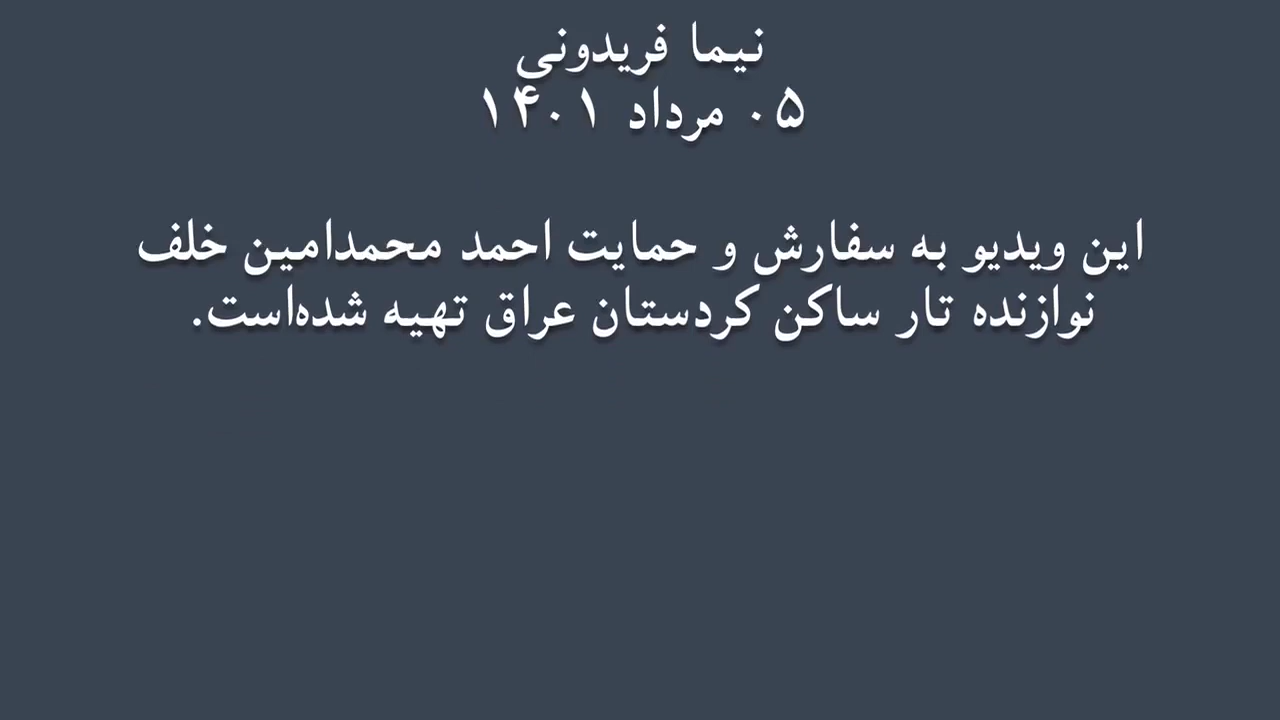 نیما فریدونی
۰۵ مرداد ۱۴۰۱
این ویدیو به سفارش و حمایت احمد محمدامین خلف
نوازنده تار ساکن کردستان عراق تهیه شده‌است.